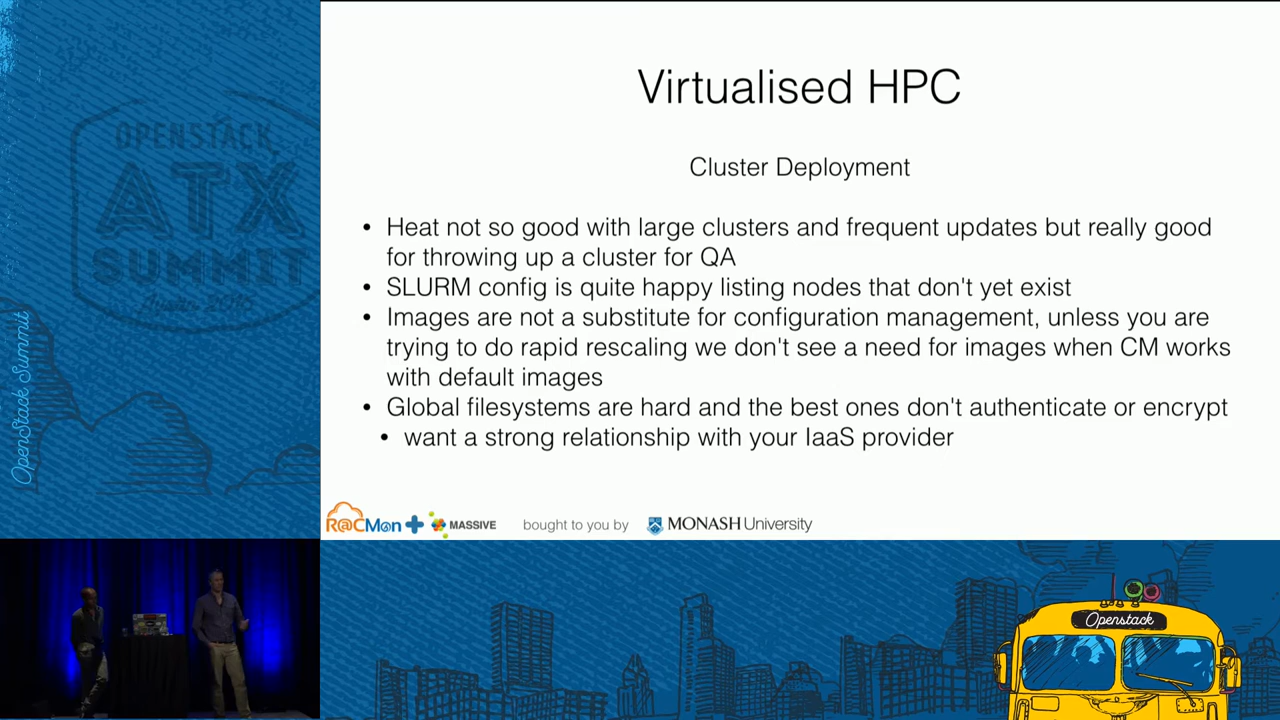 Virtualised HPC
Cluster Deployment
• Heat not so good with large clusters and frequent updates but really good
for throwing up a cluster for QA
• SLURM config is quite happy listing nodes that don't yet exist
• Images are not a substitute for configuration management, unless you are
trying to do rapid rescaling we don't see a need for images when CM works
with default images
• Global filesystems are hard and the best ones don't authenticate or encrypt
• want a strong relationship with your IaaS provider
R@CMon + MASSIVE bought to you by MONASH University
OPENSTACK
ATX
SUMMIT
Austin 2016
OpenStack Summit
Openstack